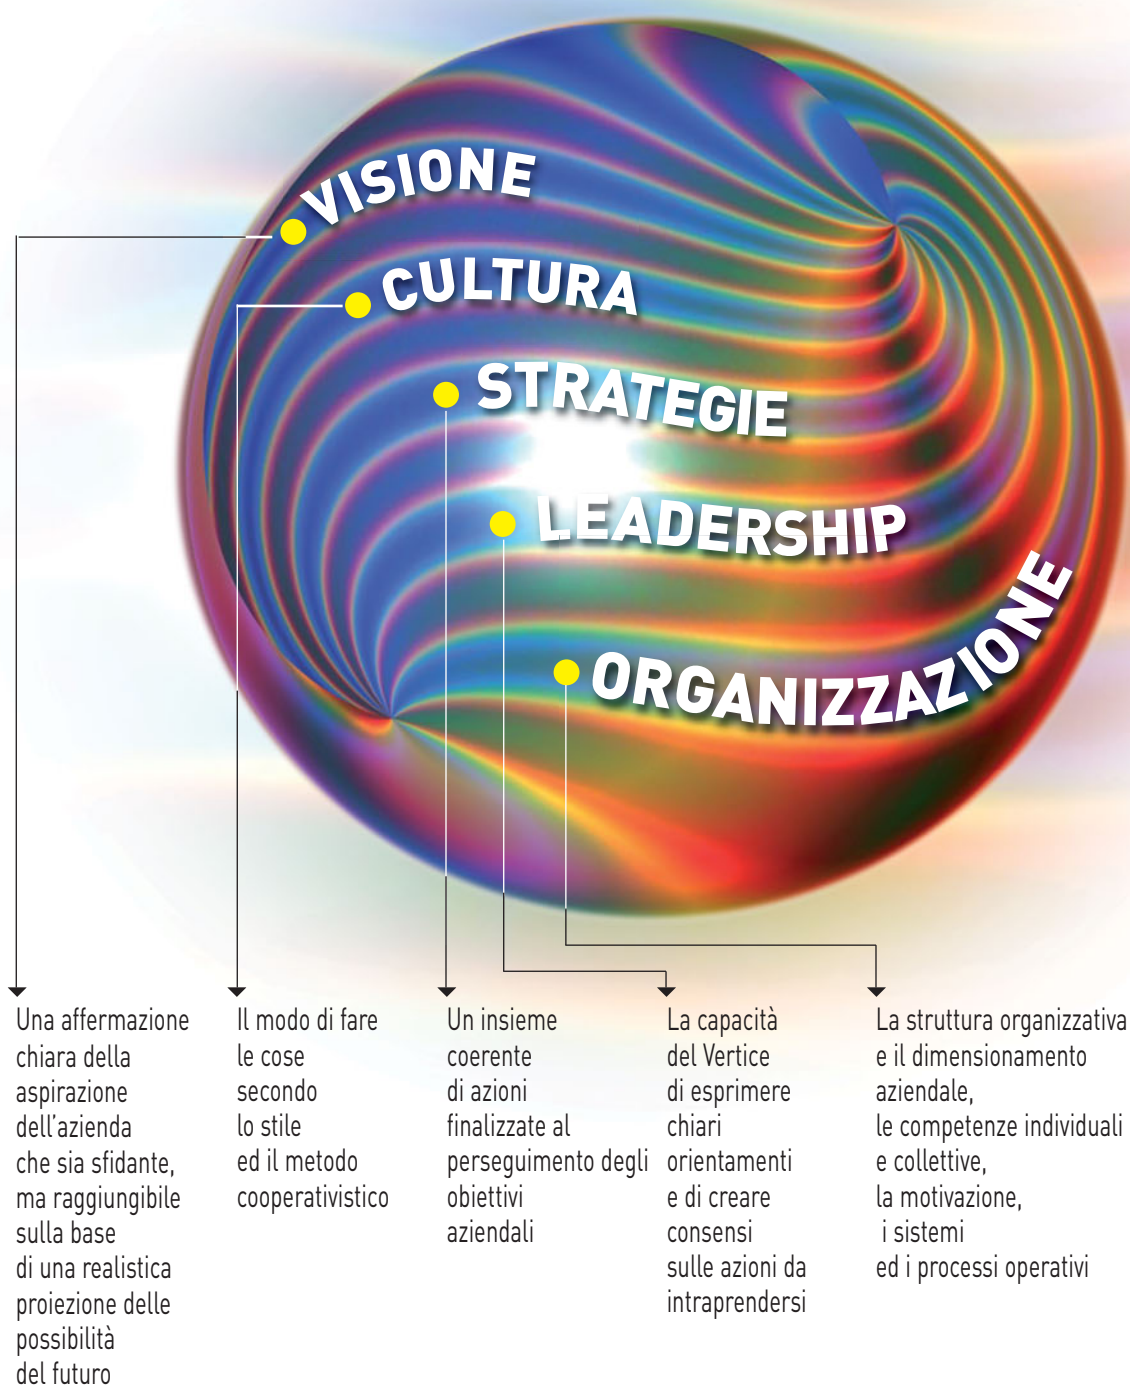 VISIONE
CULTURA
STRATEGIE
LEADERSHIP
ORGANIZZAZIONE
Una affermazione
chiara della
aspirazione
dell'azienda
che sia sfidante,
ma raggiungibile
sulla base
di una realistica
proiezione delle
possibilità
del futuro
Il modo di fare
le cose
secondo
lo stile
ed il metodo
cooperativistico
Un insieme
coerente
di azioni
finalizzate al
perseguimento degli
obiettivi
aziendali
La capacità
del Vertice
di esprimere
chiari
orientamenti
e di creare
consensi
sulle azioni da
intraprendersi
La struttura organizzativa
e il dimensionamento
aziendale,
le competenze individuali
e collettive,
la motivazione,
i sistemi
ed i processi operativi